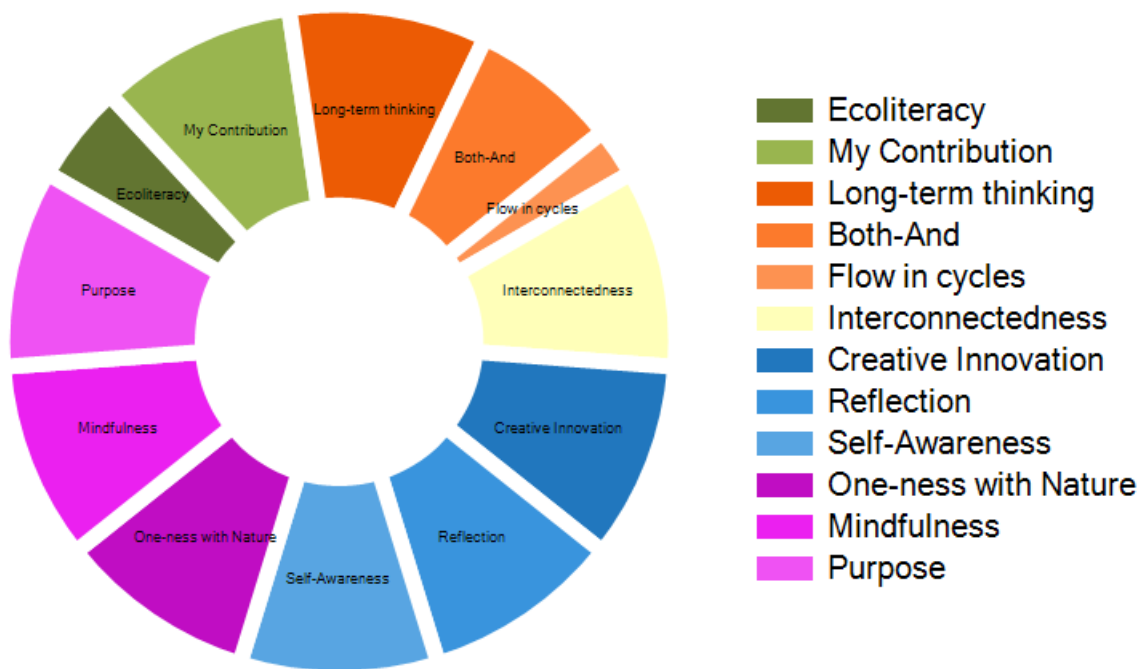 Long-term thinking
My Contribution
Both-And
Ecoliteracy
Flow in cycles
Purpose
Interconnectedness
Mindfulness
Creative Innovation
One-ness with Nature
Reflection
Self-Awareness
Ecoliteracy
My Contribution
Long-term thinking
Both-And
Flow in cycles
Interconnectedness
Creative Innovation
Reflection
Self-Awareness
One-ness with Nature
Mindfulness
Purpose